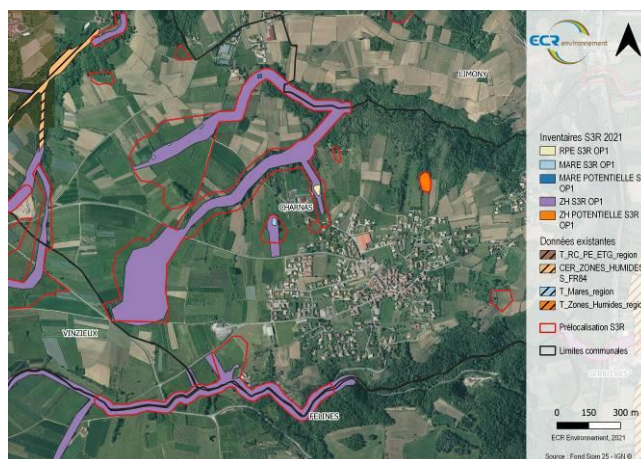 ECR environnement
LIMONY
CHARNAS
VINZIEUX
FELINES
Inventaires S3R 2021
RPE S3R OP1
MARE S3R OP1
MARE POTENTIELLE S
OP1
ZH S3R OP1
ZH POTENTIELLE S3R
OP1
Données existantes
T_RC_PE_ETG_region
CER_ZONES_HUMIDES
S_FR84
T_Mares_region
T_Zones_Humides_regio
Prélocalisation S3R
Limites communales
0 150 300 m
ECR Environnement, 2021
Source : Fond Scan 25 - IGN ©